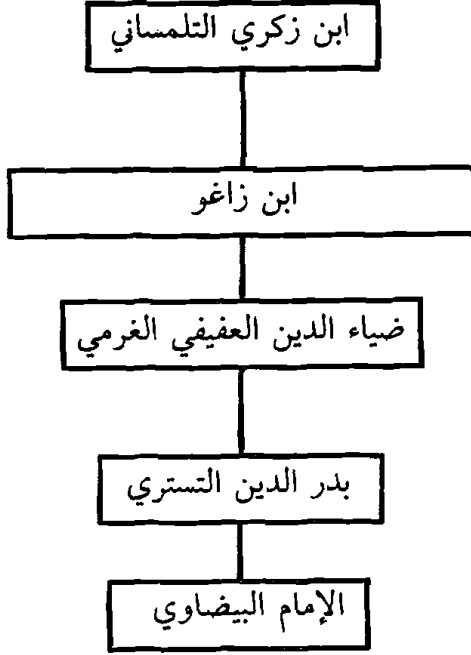 ابن زكري التلمساني
ابن زاغو
ضياء الدين العفيفي الغرمي
بدر الدين التستري
الإمام البيضاوي